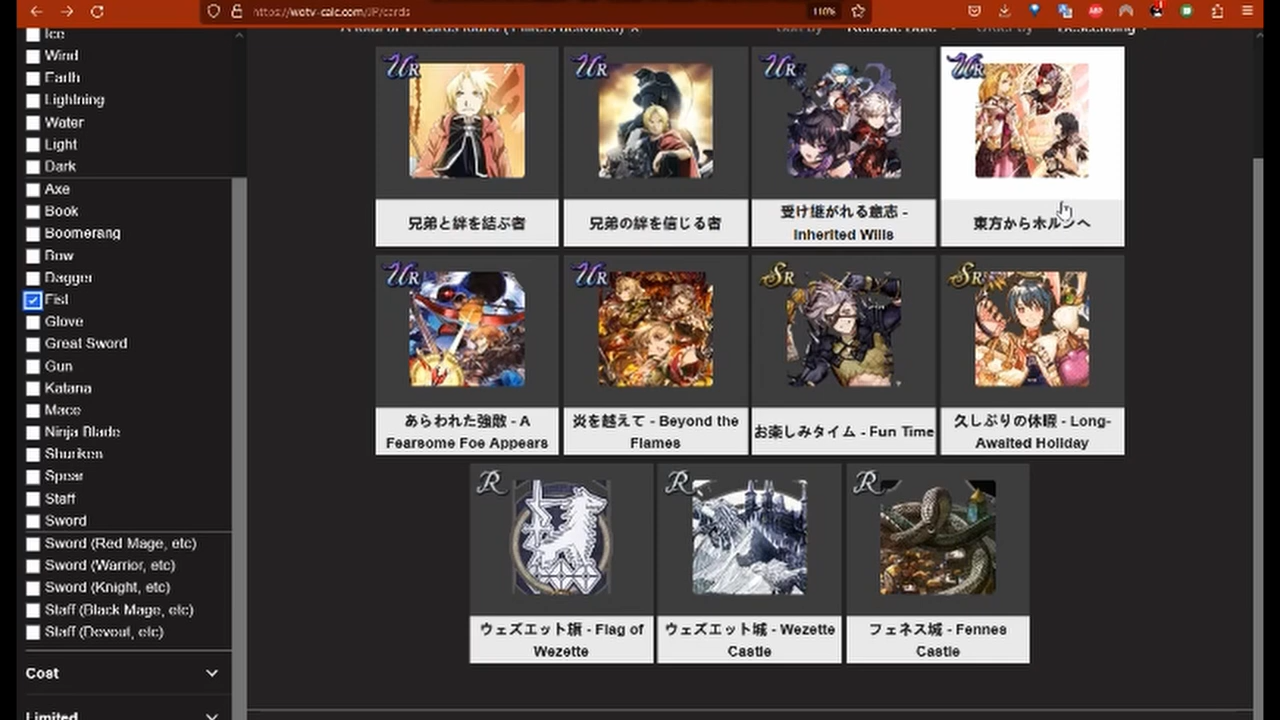 https://wotv-calc.com/JP/cards
110%
Ice
Wind
Earth
Lightning
Water
Light
Dark
Axe
Book
Boomerang
Bow
Dagger
Fist
Glove
Great Sword
Gun
Katana
Mace
Ninja Blade
Shuriken
Spear
Staff
Sword
Sword (Red Mage, etc)
Sword (Warrior, etc)
Sword (Knight, etc)
Staff (Black Mage, etc)
Staff (Devout, etc)
Cost
Limited
UR
UR
UR
UR
兄弟と絆を結ぶ者
兄弟の絆を信じる者
受け継がれる意志 -
Inherited Wills
東方からホルンへ
UR
UR
SR
SR
あらわれた強敵 - A
Fearsome Foe Appears
炎を越えて - Beyond the
Flames
お楽しみタイム - Fun Time
久しぶりの休暇 - Long-
Awaited Holiday
R
R
R
ウェズエット旗 - Flag of
Wezette
ウェズエット城 - Wezette
Castle
フェネス城 - Fennes
Castle